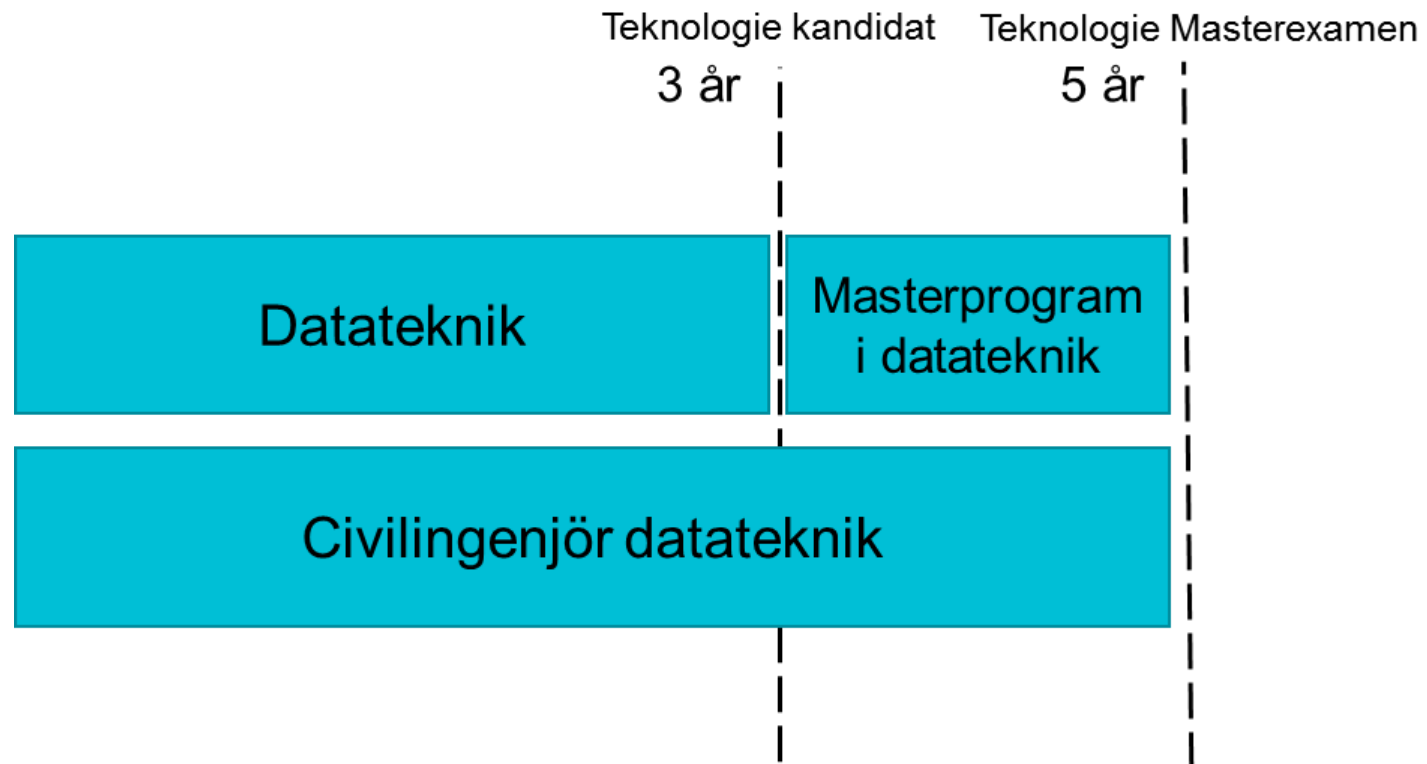 Teknologie kandidat
Teknologie Masterexamen
3 år
5 år
Datateknik
Masterprogram
i datateknik
Civilingenjör datateknik